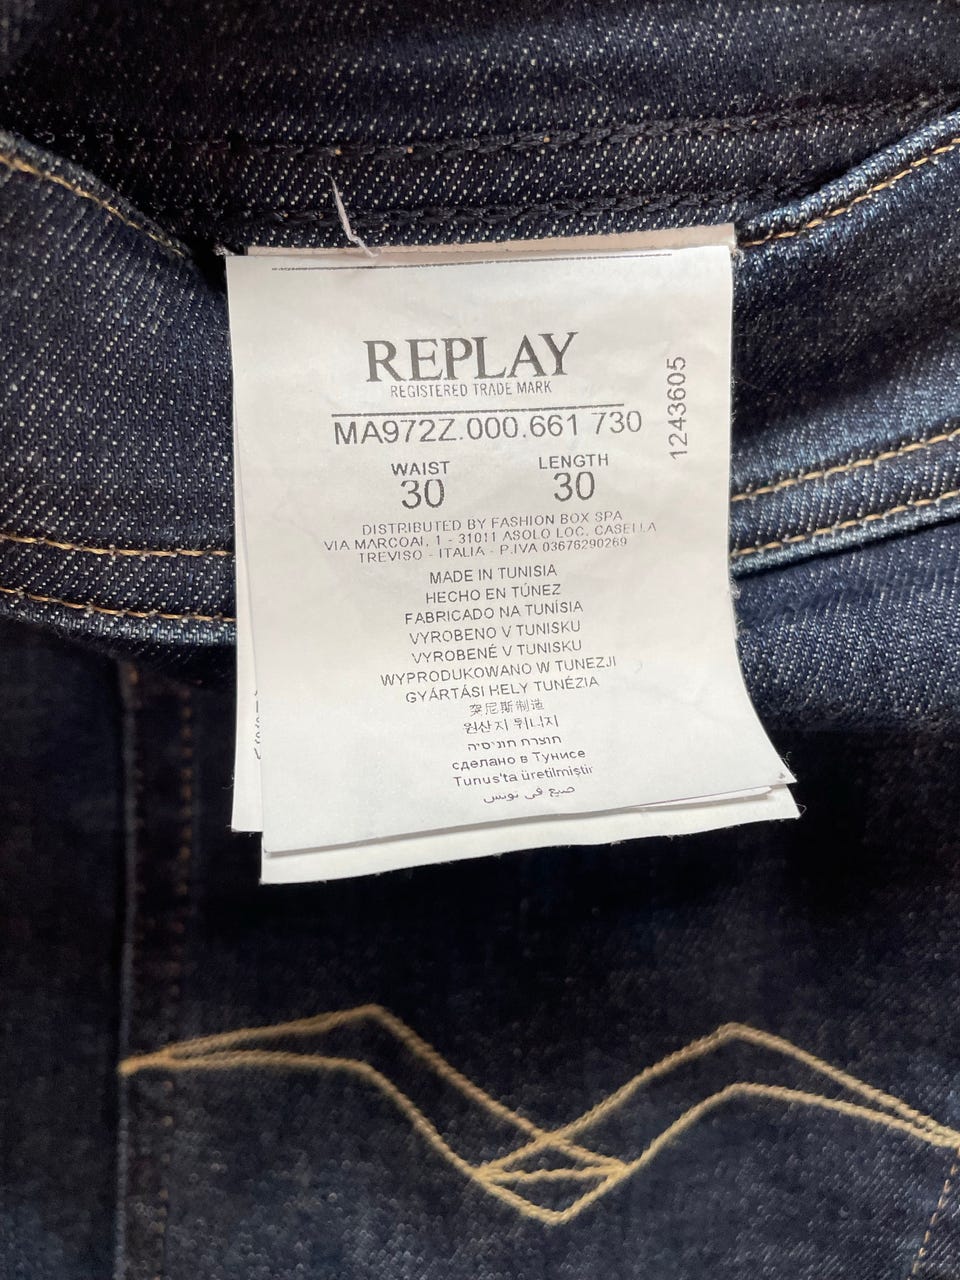 REPLAY
REGISTERED TRADE MARK
MA972Z.000.661 730
1243605
WAIST LENGTH
30 30
DISTRIBUTED BY FASHION BOX SPA
VIA MARCOAI, 1 - 31011 ASOLO LOC. CASELLA
TREVISO - ITALIA - P.IVA 03676290269
MADE IN TUNISIA
HECHO EN TÚNEZ
FABRICADO NA TUNÍSIA
VYROBENO V TUNISKU
VYROBENÉ V TUNISKU
WYPRODUKOWANO W TUNEZJI
GYÁRTÁSI HELY TUNÉZIA
突尼斯制造
원산지 튀니지
תוצרת תוניסיה
сделано в Тунисе
Tunus'ta üretilmiştir
صنع في تونس